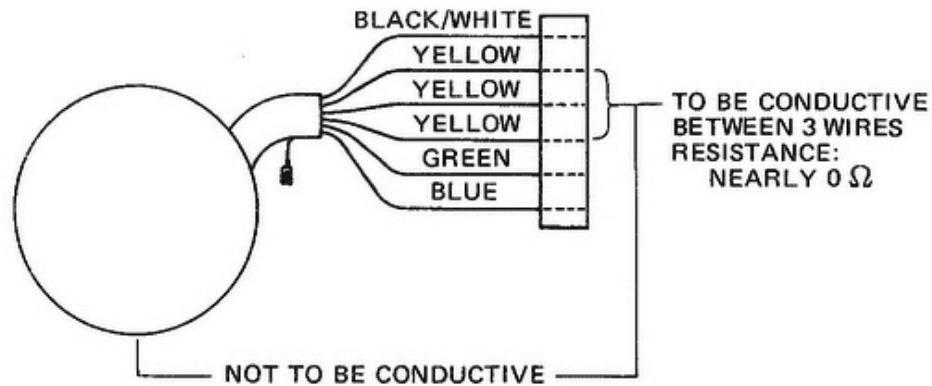 BLACK/WHITE
YELLOW
YELLOW
YELLOW
GREEN
BLUE
TO BE CONDUCTIVE
BETWEEN 3 WIRES
RESISTANCE:
NEARLY 0 Ω
NOT TO BE CONDUCTIVE